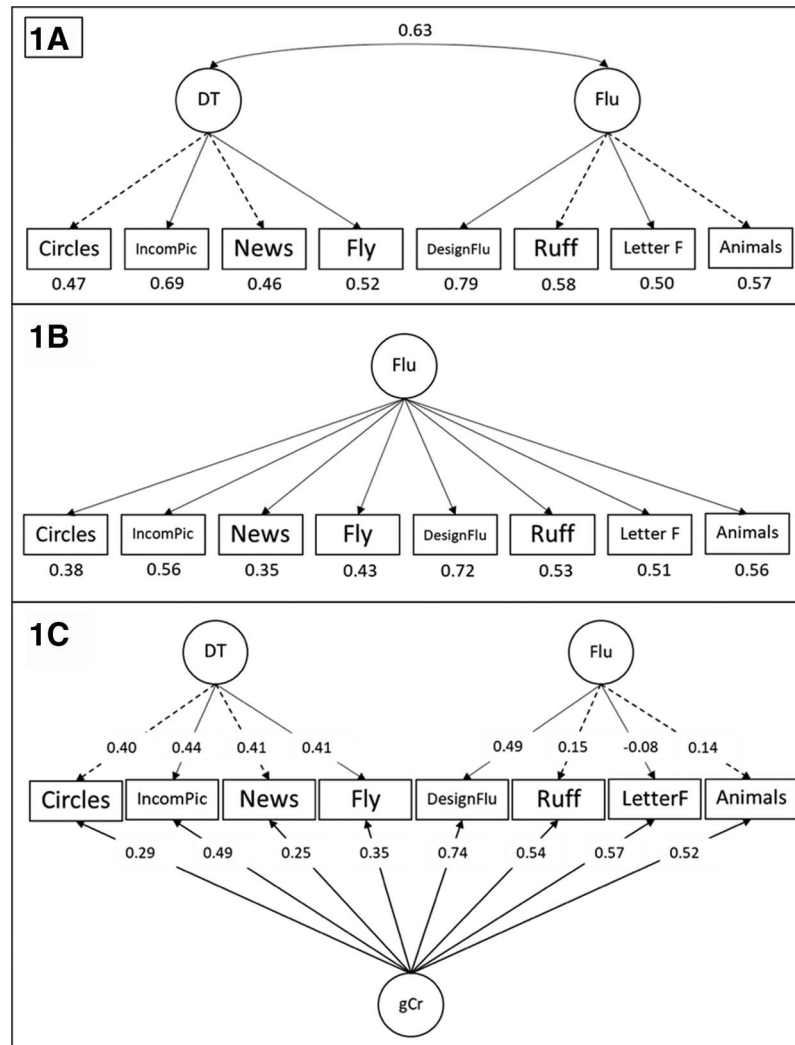 1A
0.63
DT Flu
Circles IncomPic News Fly DesignFlu Ruff Letter F Animals
0.47 0.69 0.46 0.52 0.79 0.58 0.50 0.57
1B
Flu
Circles IncomPic News Fly DesignFlu Ruff Letter F Animals
0.38 0.56 0.35 0.43 0.72 0.53 0.51 0.56
1C
DT Flu
0.40 0.44 0.41 0.41 0.49 0.15 -0.08 0.14
Circles IncomPic News Fly DesignFlu Ruff LetterF Animals
0.29 0.49 0.25 0.35 0.74 0.54 0.57 0.52
gCr